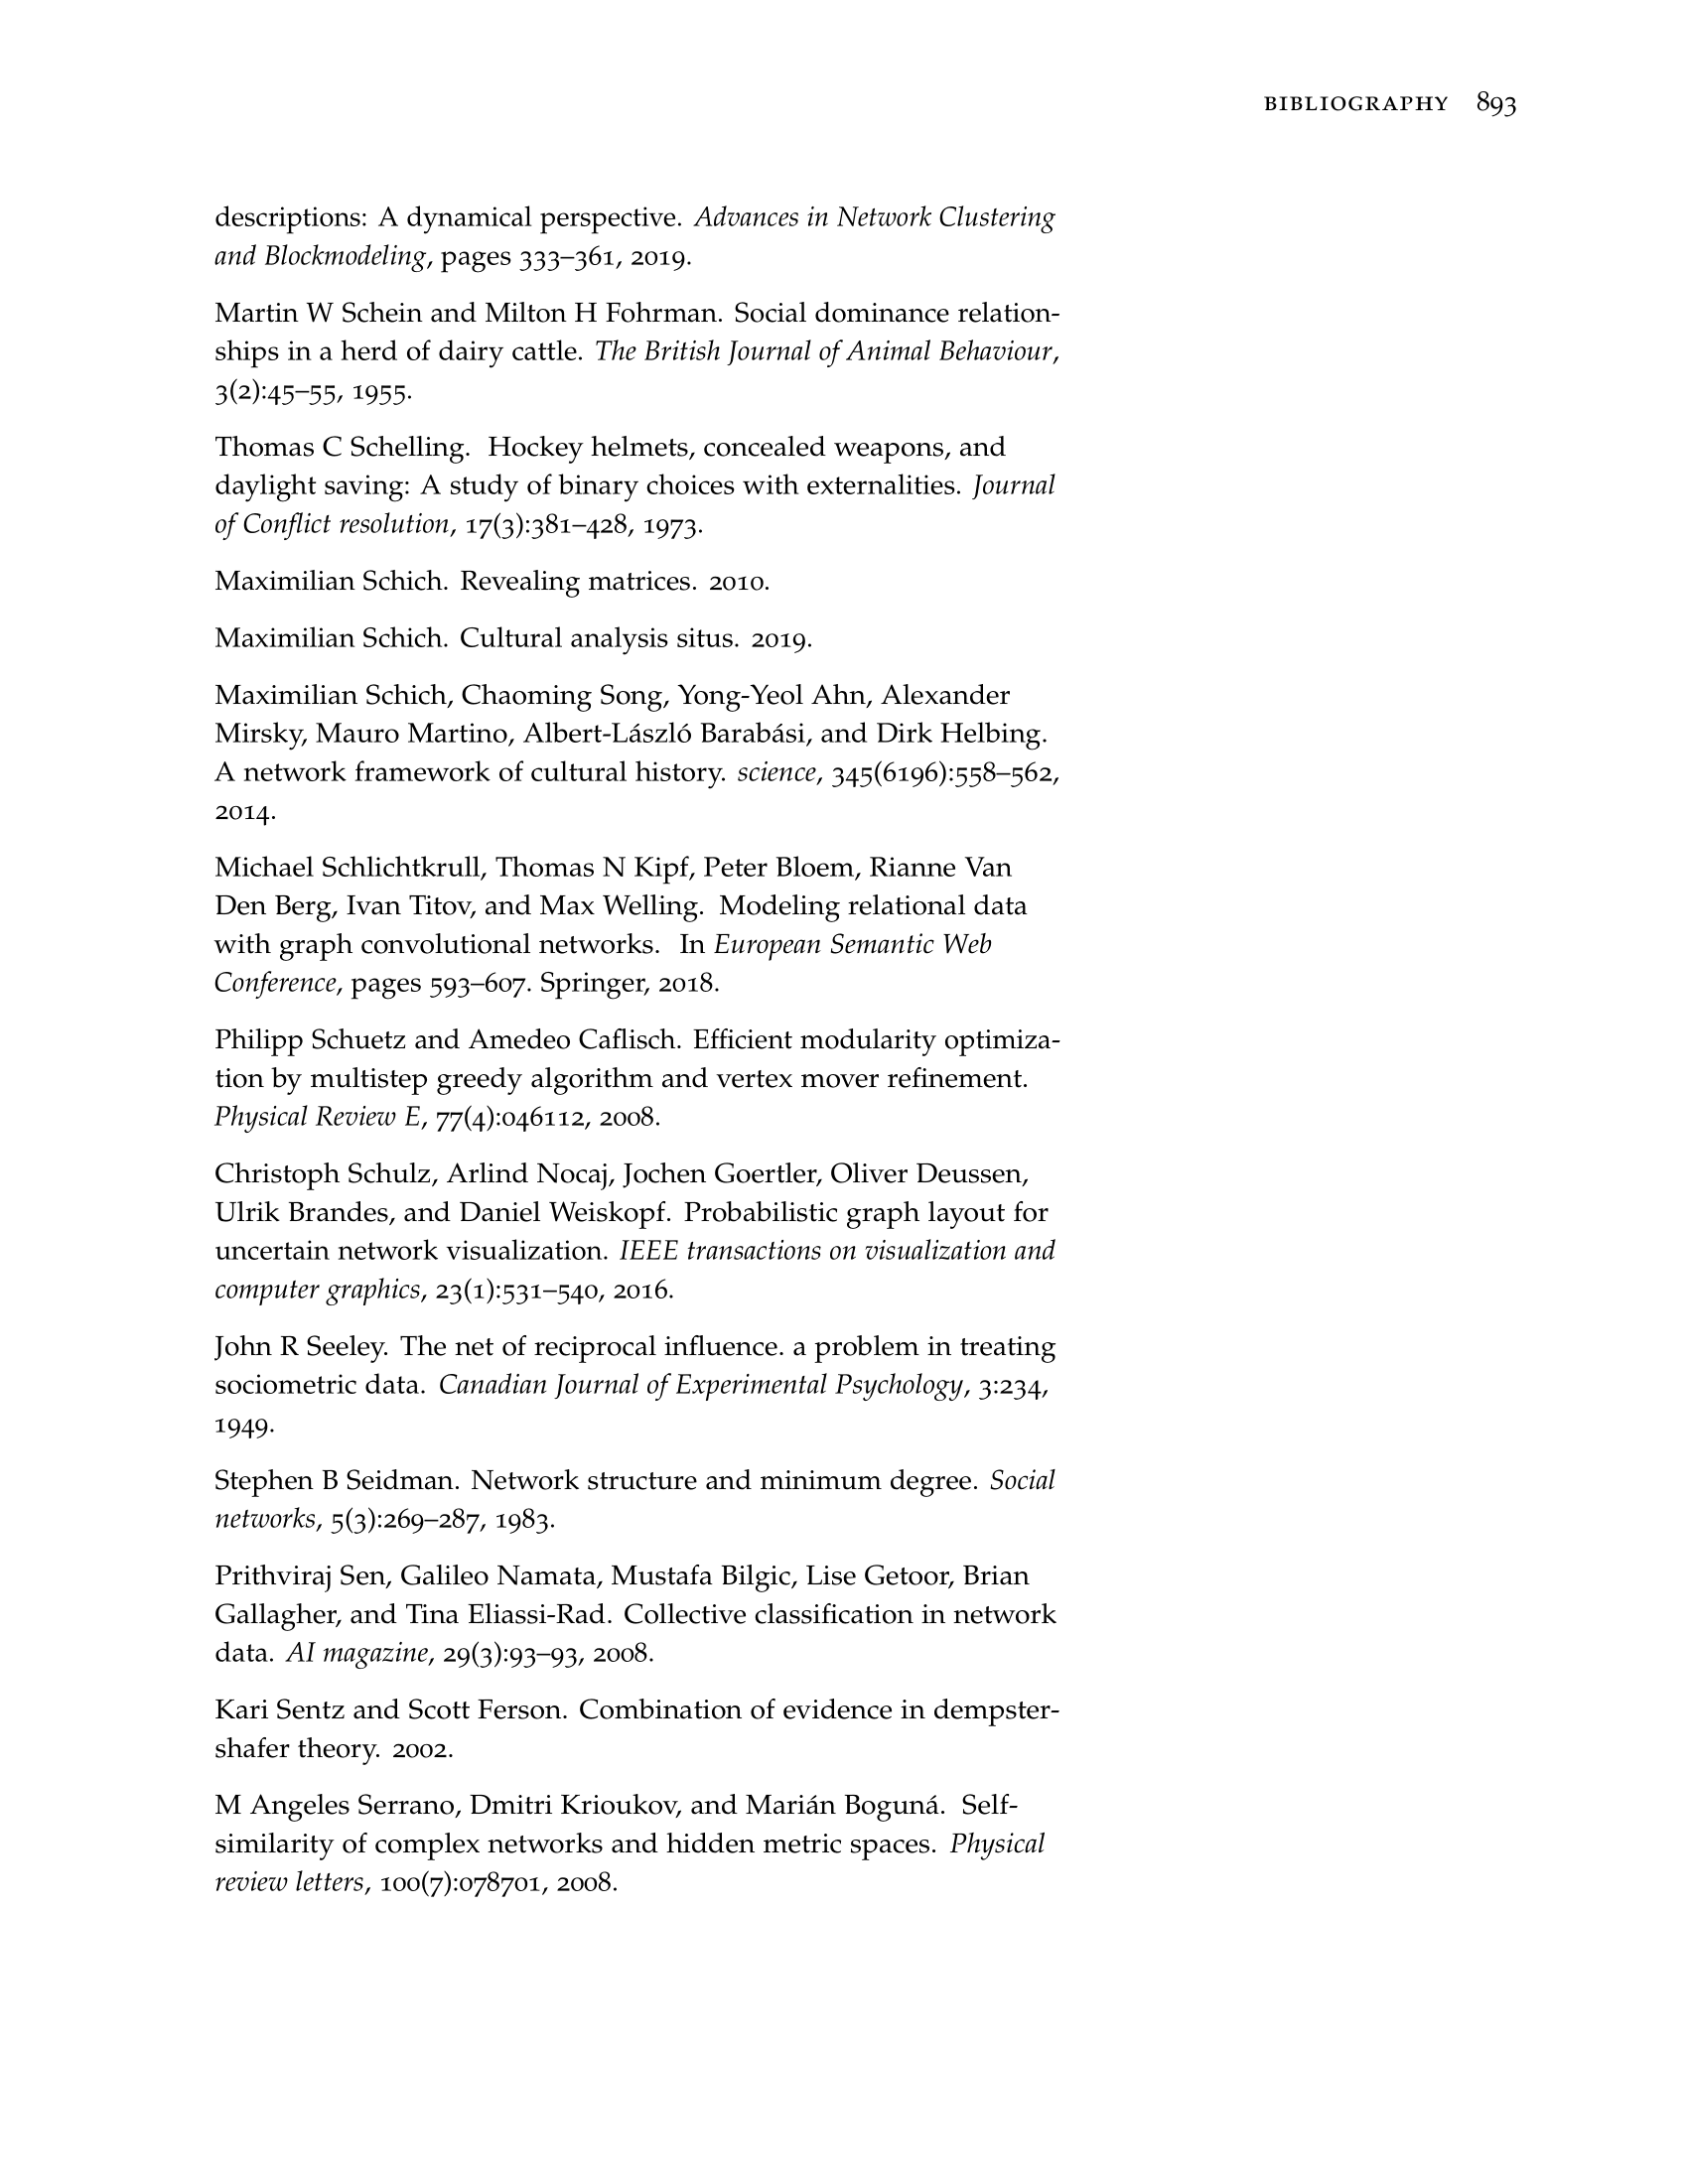 BIBLIOGRAPHY 893
descriptions: A dynamical perspective. Advances in Network Clustering
and Blockmodeling, pages 333–361, 2019.
Martin W Schein and Milton H Fohrman. Social dominance relation-
ships in a herd of dairy cattle. The British Journal of Animal Behaviour,
3(2):45–55, 1955.
Thomas C Schelling. Hockey helmets, concealed weapons, and
daylight saving: A study of binary choices with externalities. Journal
of Conflict resolution, 17(3):381–428, 1973.
Maximilian Schich. Revealing matrices. 2010.
Maximilian Schich. Cultural analysis situs. 2019.
Maximilian Schich, Chaoming Song, Yong-Yeol Ahn, Alexander
Mirsky, Mauro Martino, Albert-László Barabási, and Dirk Helbing.
A network framework of cultural history. science, 345(6196):558–562,
2014.
Michael Schlichtkrull, Thomas N Kipf, Peter Bloem, Rianne Van
Den Berg, Ivan Titov, and Max Welling. Modeling relational data
with graph convolutional networks. In European Semantic Web
Conference, pages 593–607. Springer, 2018.
Philipp Schuetz and Amedeo Caflisch. Efficient modularity optimiza-
tion by multistep greedy algorithm and vertex mover refinement.
Physical Review E, 77(4):046112, 2008.
Christoph Schulz, Arlind Nocaj, Jochen Goertler, Oliver Deussen,
Ulrik Brandes, and Daniel Weiskopf. Probabilistic graph layout for
uncertain network visualization. IEEE transactions on visualization and
computer graphics, 23(1):531–540, 2016.
John R Seeley. The net of reciprocal influence. a problem in treating
sociometric data. Canadian Journal of Experimental Psychology, 3:234,
1949.
Stephen B Seidman. Network structure and minimum degree. Social
networks, 5(3):269–287, 1983.
Prithviraj Sen, Galileo Namata, Mustafa Bilgic, Lise Getoor, Brian
Gallagher, and Tina Eliassi-Rad. Collective classification in network
data. AI magazine, 29(3):93–93, 2008.
Kari Sentz and Scott Ferson. Combination of evidence in dempster-
shafer theory. 2002.
M Angeles Serrano, Dmitri Krioukov, and Marián Boguná. Self-
similarity of complex networks and hidden metric spaces. Physical
review letters, 100(7):078701, 2008.